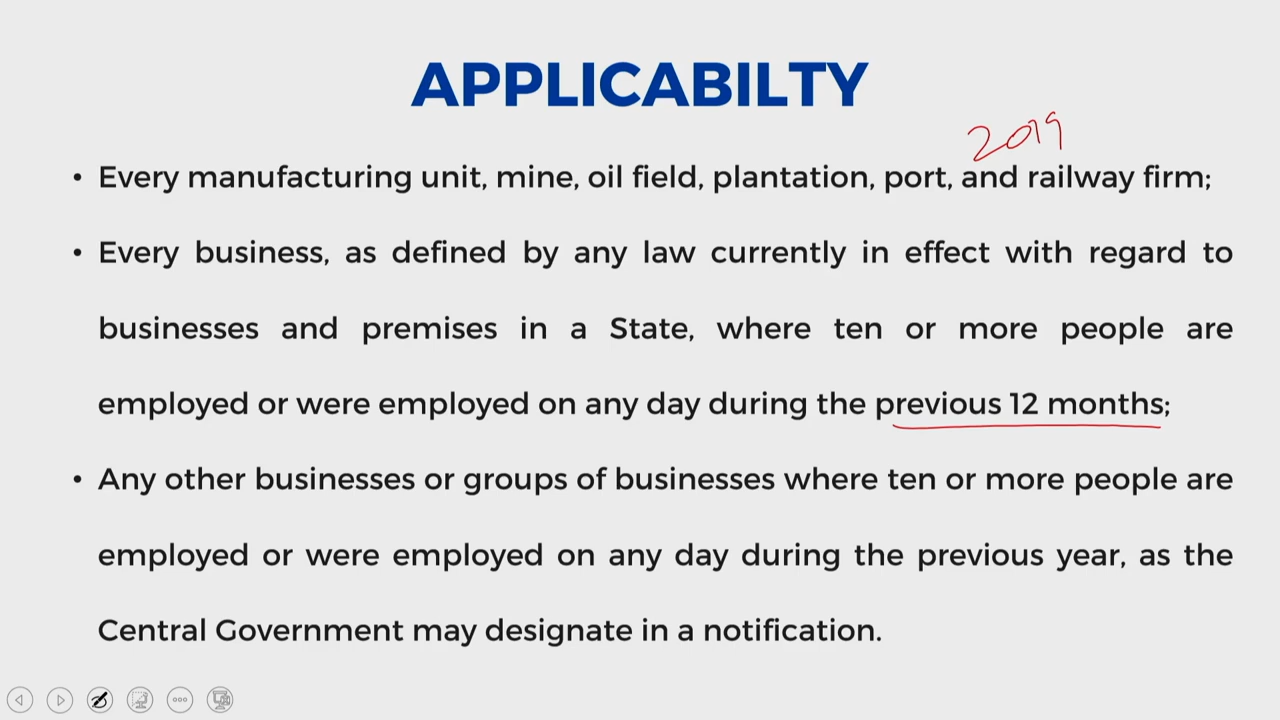 APPLICABILTY
2019
• Every manufacturing unit, mine, oil field, plantation, port, and railway firm;
• Every business, as defined by any law currently in effect with regard to
businesses and premises in a State, where ten or more people are
employed or were employed on any day during the previous 12 months;
• Any other businesses or groups of businesses where ten or more people are
employed or were employed on any day during the previous year, as the
Central Government may designate in a notification.